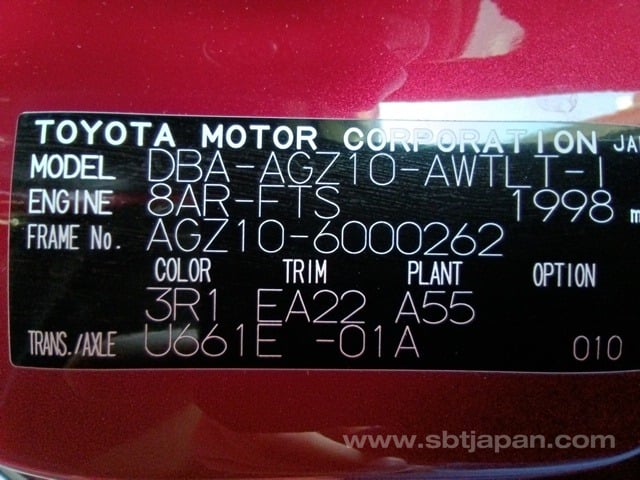 TOYOTA MOTOR CORPORATION JA
MODEL DBA-AGZ10-AWTLT-I
ENGINE 8AR-FTS 1998 m
FRAME No. AGZ10-6000262
COLOR TRIM PLANT OPTION
3R1 EA22 A55
TRANS./AXLE U661E -01A 010
www.sbtjapan.com